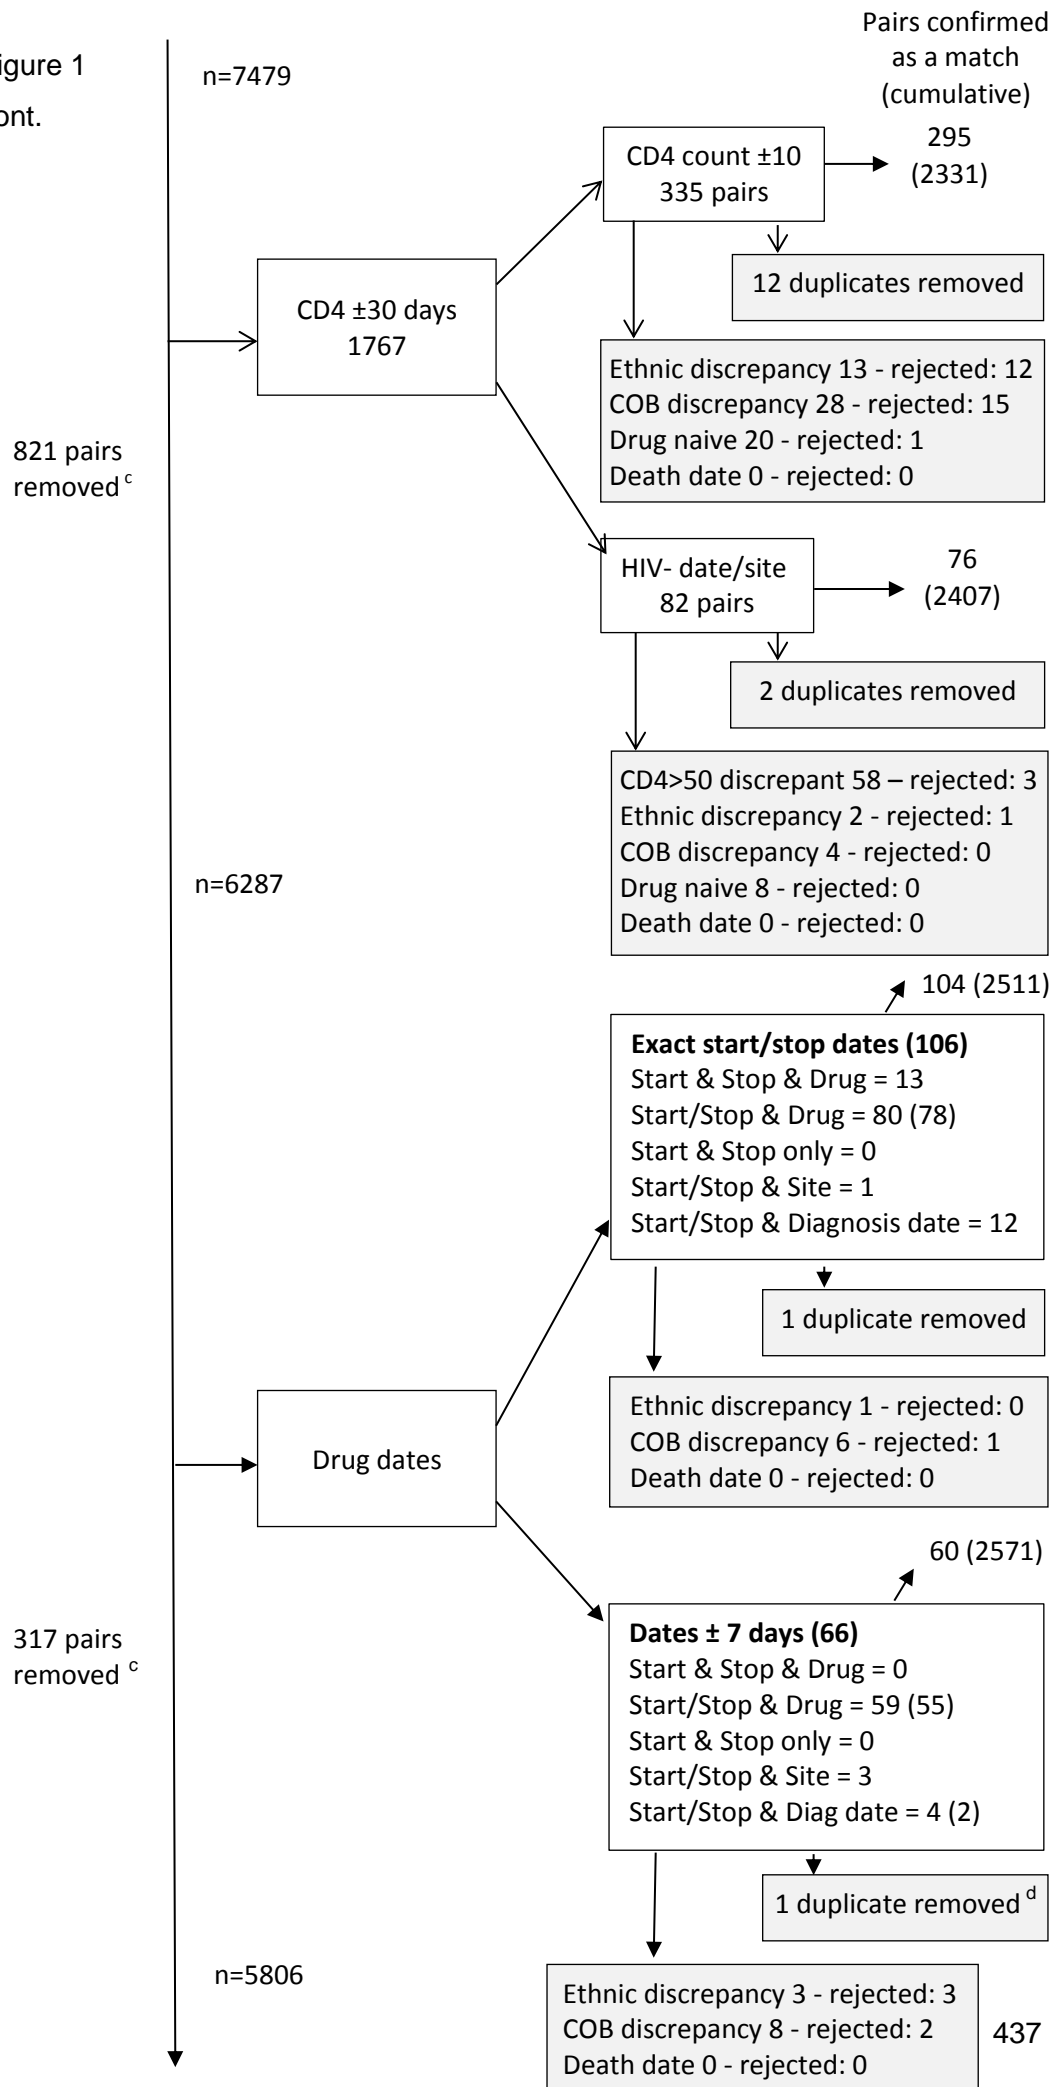 Pairs confirmed
as a match
(cumulative)
igure 1
ont.
n=7479
295
(2331)
CD4 count ±10
335 pairs
12 duplicates removed
CD4 ±30 days
1767
Ethnic discrepancy 13 - rejected: 12
COB discrepancy 28 - rejected: 15
Drug naive 20 - rejected: 1
Death date 0 - rejected: 0
821 pairs
removed c
HIV- date/site
82 pairs
76
(2407)
2 duplicates removed
CD4>50 discrepant 58 – rejected: 3
Ethnic discrepancy 2 - rejected: 1
COB discrepancy 4 - rejected: 0
Drug naive 8 - rejected: 0
Death date 0 - rejected: 0
n=6287
104 (2511)
Exact start/stop dates (106)
Start & Stop & Drug = 13
Start/Stop & Drug = 80 (78)
Start & Stop only = 0
Start/Stop & Site = 1
Start/Stop & Diagnosis date = 12
1 duplicate removed
Ethnic discrepancy 1 - rejected: 0
COB discrepancy 6 - rejected: 1
Death date 0 - rejected: 0
Drug dates
60 (2571)
317 pairs
removed c
Dates ± 7 days (66)
Start & Stop & Drug = 0
Start/Stop & Drug = 59 (55)
Start & Stop only = 0
Start/Stop & Site = 3
Start/Stop & Diag date = 4 (2)
1 duplicate removed d
n=5806
Ethnic discrepancy 3 - rejected: 3
COB discrepancy 8 - rejected: 2
Death date 0 - rejected: 0
437